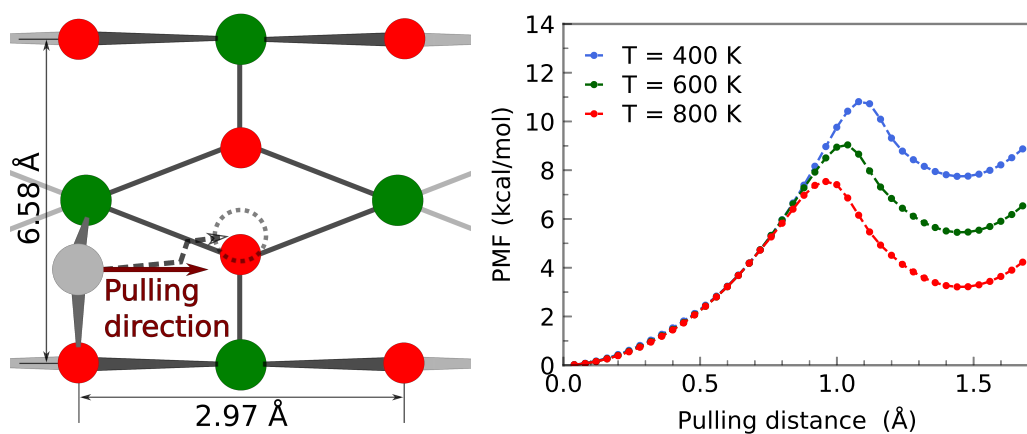 6.58 Å
Pulling
direction
2.97 Å
PMF (kcal/mol)
14
12
10
8
6
4
2
0
T = 400 K
T = 600 K
T = 800 K
0.0
0.5
1.0
1.5
Pulling distance (Å)